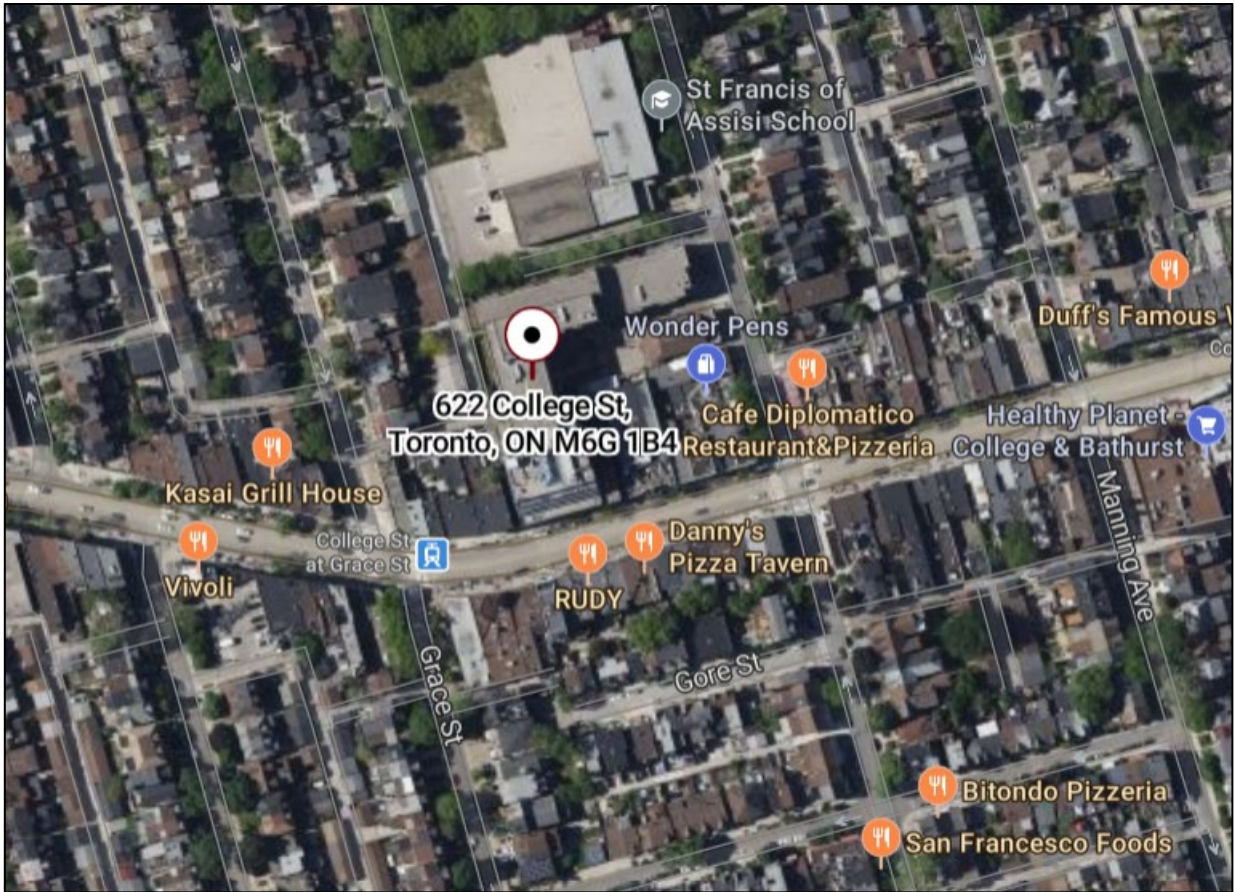 St Francis of
Assisi School
Wonder Pens
Duff's Famous
622 College St,
Toronto, ON M6G 1B4
Cafe Diplomatico
Restaurant&Pizzeria
Healthy Planet -
College & Bathurst
Kasai Grill House
Manning Ave
College St
at Grace St
Danny's
Pizza Tavern
Vivoli
RUDY
Grace St
Gore St
Bitondo Pizzeria
San Francesco Foods